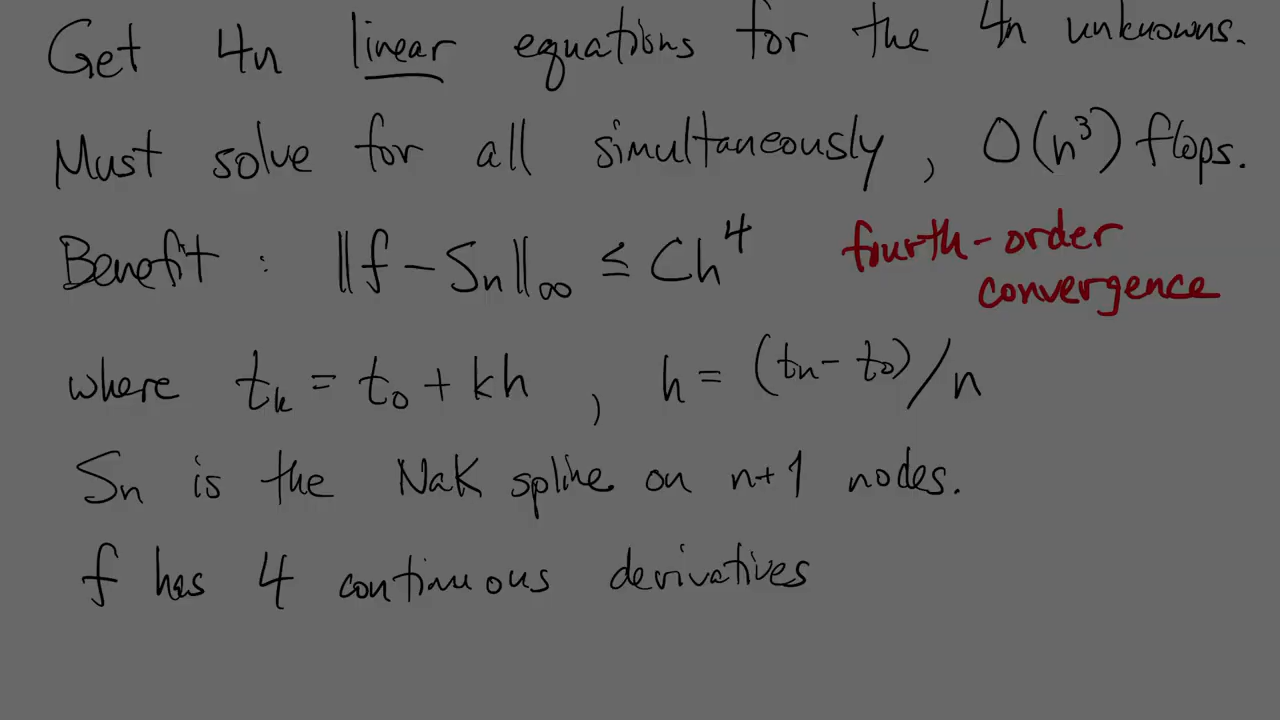 Get 4n linear equations for the 4n unknowns.
Must solve for all simultaneously, O(n³) flops.
Benefit: ‖f − Sₙ‖∞ ≤ Ch⁴ fourth-order
convergence
where tₖ = t₀ + kh, h = (tₙ − t₀)/n
Sₙ is the NaK spline on n+1 nodes.
f has 4 continuous derivatives